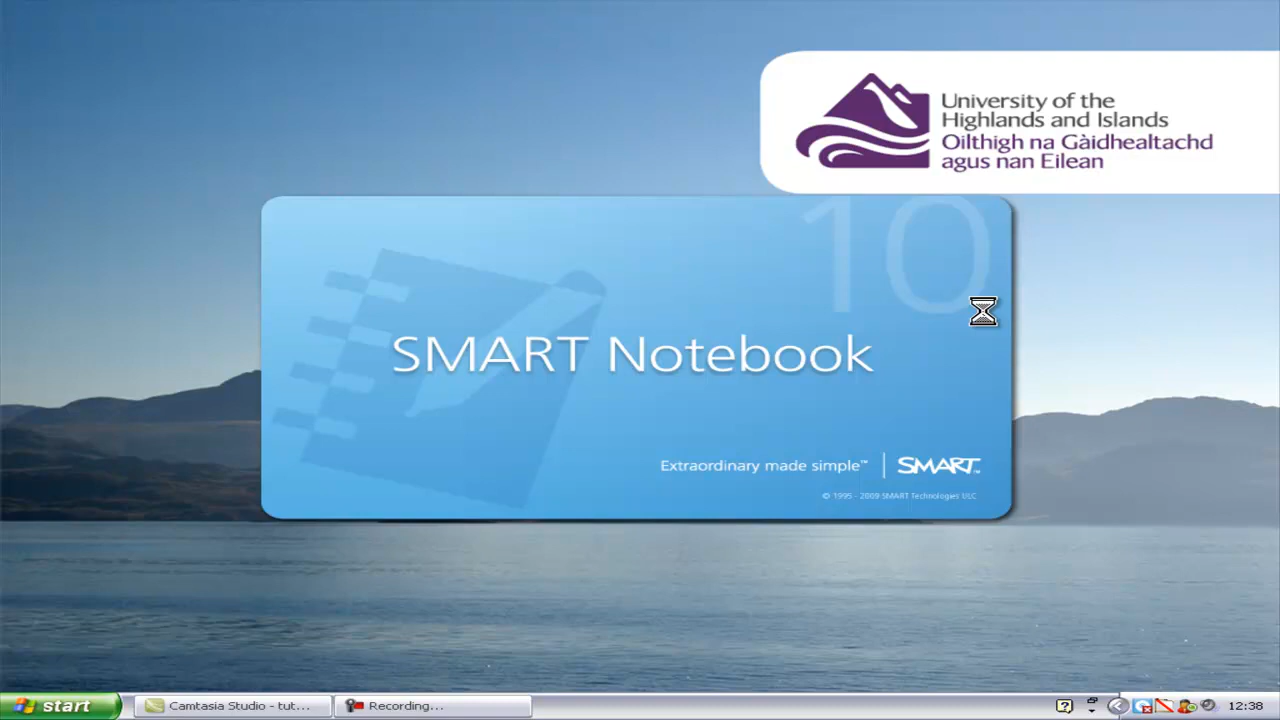 University of the
Highlands and Islands
Oilthigh na Gàidhealtachd
agus nan Eilean
10
SMART Notebook
Extraordinary made simple™
SMART™
© 1995 - 2009 SMART Technologies ULC
start
Camtasia Studio - tut...
Recording...
12:38